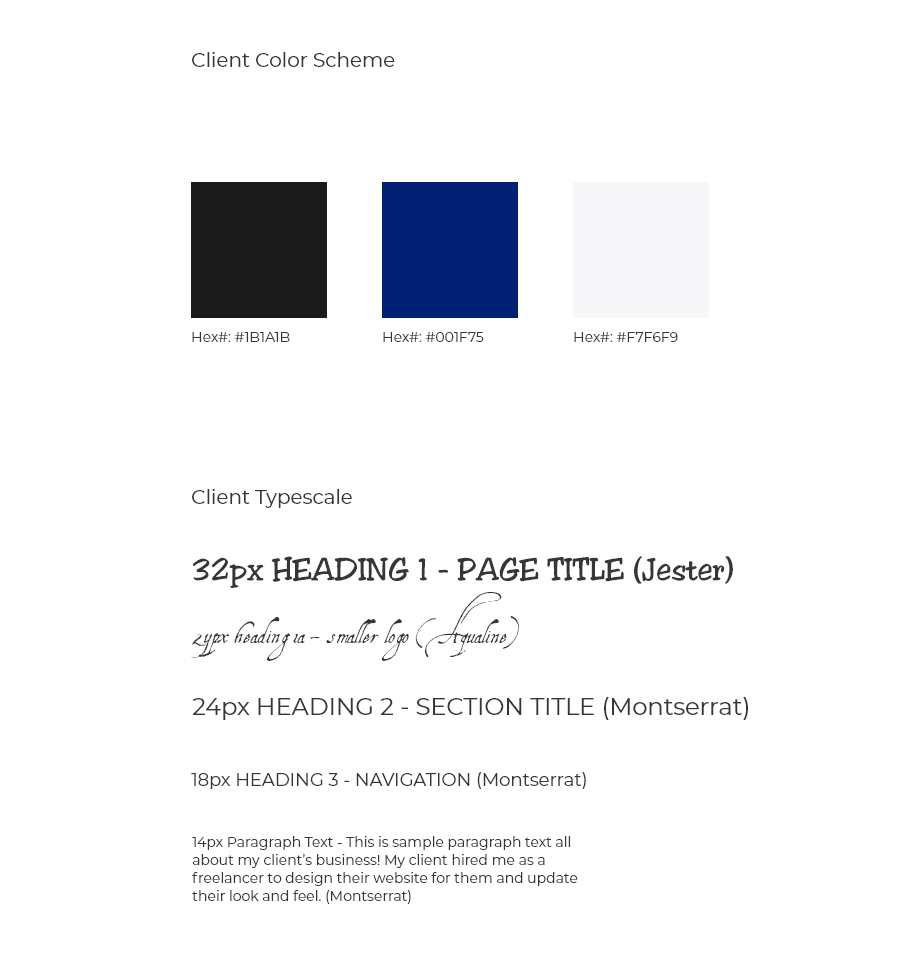 Client Color Scheme
Hex#: #1B1A1B
Hex#: #001F75
Hex#: #F7F6F9
Client Typescale
32px HEADING 1 - PAGE TITLE (Jester)
24px heading 1a - smaller logo (Aqualine)
24px HEADING 2 - SECTION TITLE (Montserrat)
18px HEADING 3 - NAVIGATION (Montserrat)
14px Paragraph Text - This is sample paragraph text all
about my client's business! My client hired me as a
freelancer to design their website for them and update
their look and feel. (Montserrat)